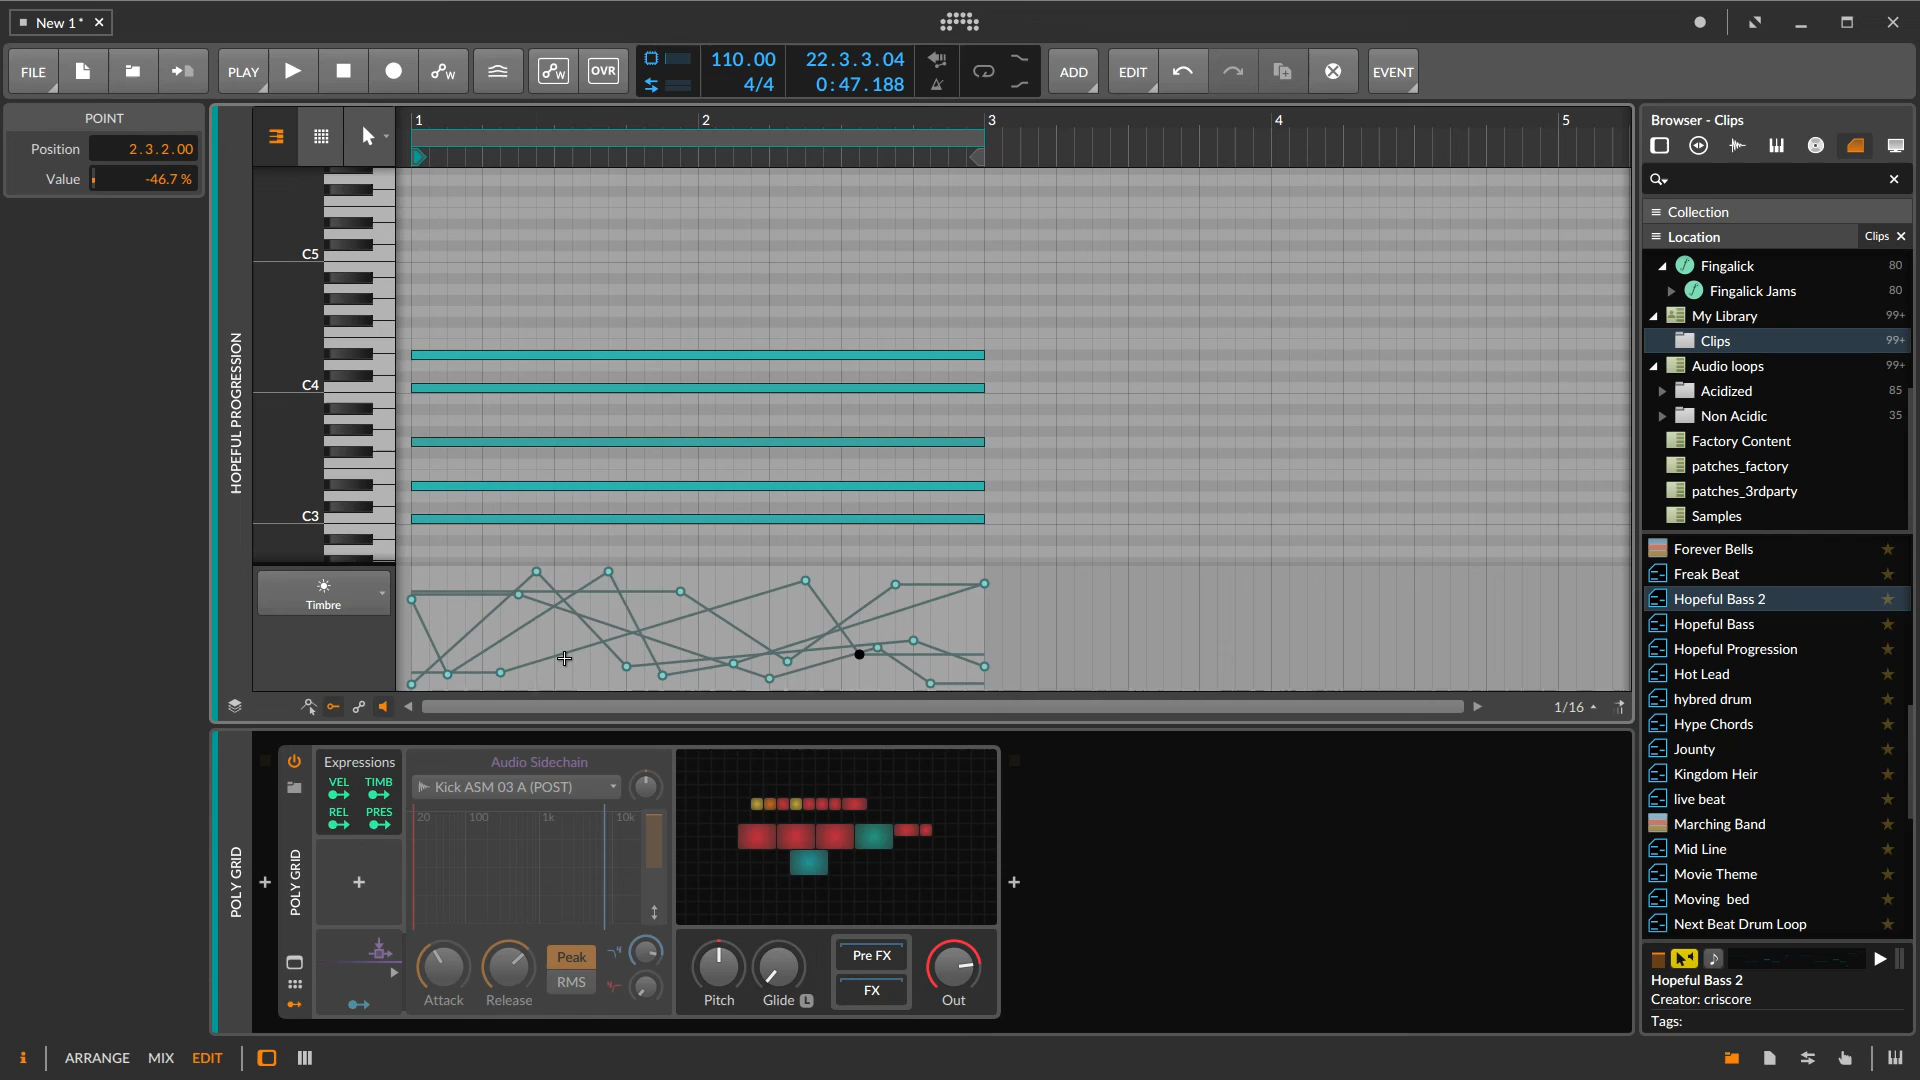 New 1*
FILE
PLAY
OVR
110.00
4/4
22.3.3.04
0:47.188
ADD
EDIT
EVENT
POINT
Position 2.3.2.00
Value -46.7 %
1 2 3 4 5
HOPEFUL PROGRESSION
C5
C4
C3
Timbre
1/16
Browser - Clips
Collection
Location Clips
Fingalick 80
Fingalick Jams 80
My Library 99+
Clips 99+
Audio loops 99+
Acidized 85
Non Acidic 35
Factory Content
patches_factory
patches_3rdparty
Samples
Forever Bells
Freak Beat
Hopeful Bass 2
Hopeful Bass
Hopeful Progression
Hot Lead
hybred drum
Hype Chords
Jounty
Kingdom Heir
live beat
Marching Band
Mid Line
Movie Theme
Moving bed
Next Beat Drum Loop
Hopeful Bass 2
Creator: criscore
Tags:
POLY GRID
POLY GRID
Expressions
VEL TIMB
REL PRES
Audio Sidechain
Kick ASM 03 A (POST)
20 100 1k 10k
Attack
Release
Peak
RMS
Pitch
Glide L
Pre FX
FX
Out
i ARRANGE MIX EDIT